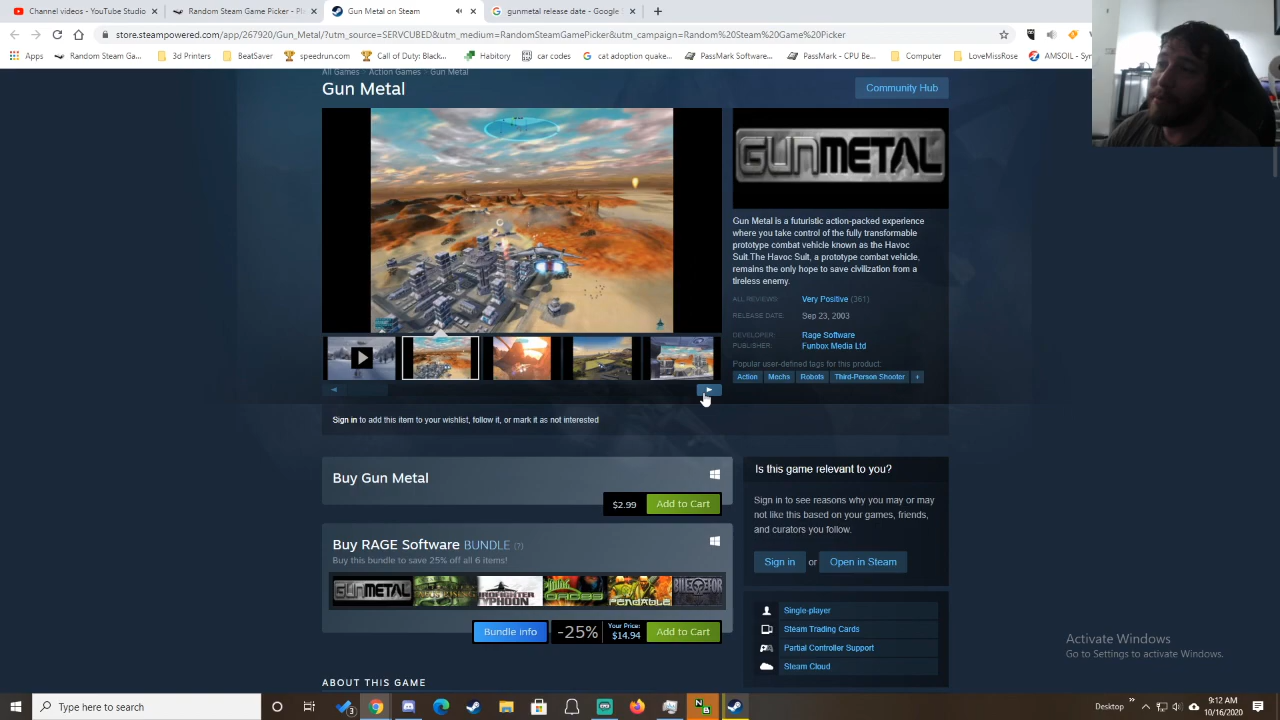 Channel videos - YouTube Studio
Random Steam Game Picker - Pl
Gun Metal on Steam
gunmetal release date - Google
store.steampowered.com/app/267920/Gun_Metal/?utm_source=SERVCUBED&utm_medium=RandomSteamGamePicker&utm_campaign=Random%20Steam%20Game%20Picker
Apps
Random Steam Ga...
3d Printers
BeatSaver
speedrun.com
Call of Duty: Black...
Habitory
car codes
cat adoption quake...
PassMark Software...
PassMark - CPU Be...
Computer
LoveMissRose
AMSOIL - Syn
All Games > Action Games > Gun Metal
Gun Metal
Community Hub
GUNMETAL
Gun Metal is a futuristic action-packed experience
where you take control of the fully transformable
prototype combat vehicle known as the Havoc
Suit.The Havoc Suit, a prototype combat vehicle,
remains the only hope to save civilization from a
tireless enemy.
ALL REVIEWS: Very Positive (361)
RELEASE DATE: Sep 23, 2003
DEVELOPER: Rage Software
PUBLISHER: Funbox Media Ltd
Popular user-defined tags for this product:
Action Mechs Robots Third-Person Shooter +
Sign in to add this item to your wishlist, follow it, or mark it as not interested
Buy Gun Metal
$2.99 Add to Cart
Buy RAGE Software BUNDLE (?)
Buy this bundle to save 25% off all 6 items!
GUNMETAL
TYPHOON
Bundle info -25% Your Price: $14.94 Add to Cart
ABOUT THIS GAME
Is this game relevant to you?
Sign in to see reasons why you may or may
not like this based on your games, friends,
and curators you follow.
Sign in or Open in Steam
Single-player
Steam Trading Cards
Partial Controller Support
Steam Cloud
Activate Windows
Go to Settings to activate Windows.
Type here to search
3
Desktop
9:12 AM
10/16/2020